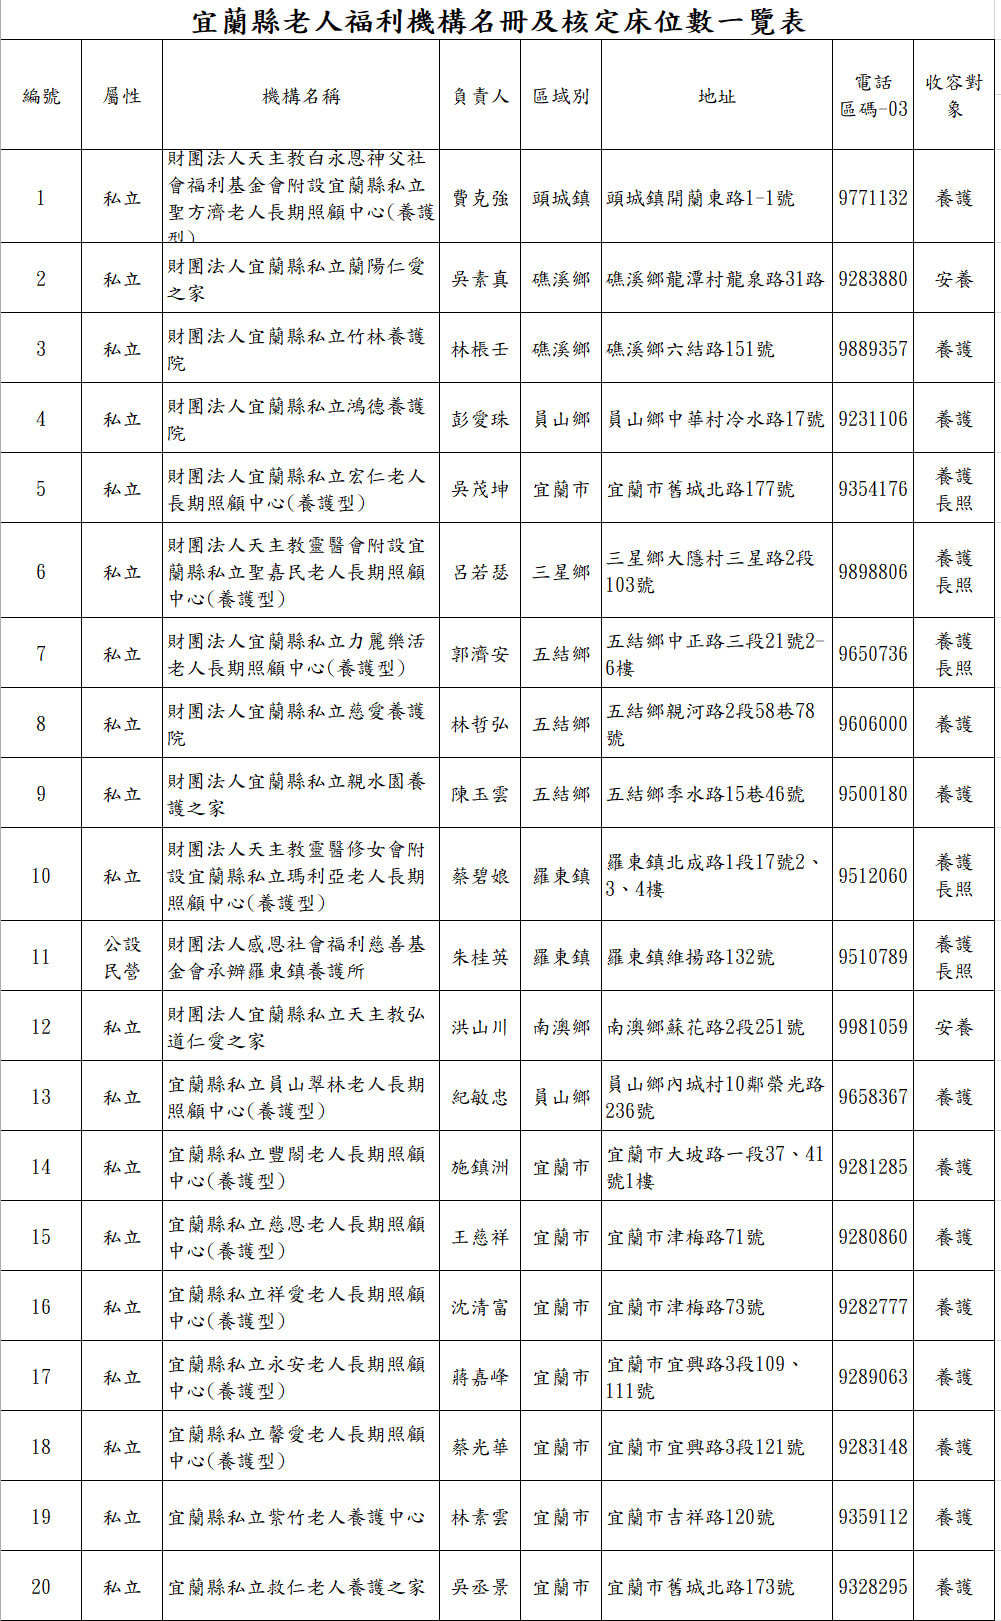 宜蘭縣老人福利機構名冊及核定床位數一覽表
編號 屬性 機構名稱 負責人 區域別 地址 電話 區碼-03 收容對象
1 私立 財團法人天主教白永恩神父社會福利基金會附設宜蘭縣私立聖方濟老人長期照顧中心(養護型) 費克強 頭城鎮 頭城鎮開蘭東路1-1號 9771132 養護
2 私立 財團法人宜蘭縣私立蘭陽仁愛之家 吳素真 礁溪鄉 礁溪鄉龍潭村龍泉路31路 9283880 安養
3 私立 財團法人宜蘭縣私立竹林養護院 林棖壬 礁溪鄉 礁溪鄉六結路151號 9889357 養護
4 私立 財團法人宜蘭縣私立鴻德養護院 彭愛珠 員山鄉 員山鄉中華村冷水路17號 9231106 養護
5 私立 財團法人宜蘭縣私立宏仁老人長期照顧中心(養護型) 吳茂坤 宜蘭市 宜蘭市舊城北路177號 9354176 養護 長照
6 私立 財團法人天主教靈醫會附設宜蘭縣私立聖嘉民老人長期照顧中心(養護型) 呂若瑟 三星鄉 三星鄉大隱村三星路2段103號 9898806 養護 長照
7 私立 財團法人宜蘭縣私立力麗樂活老人長期照顧中心(養護型) 郭濟安 五結鄉 五結鄉中正路三段21號2-6樓 9650736 養護 長照
8 私立 財團法人宜蘭縣私立慈愛養護院 林哲弘 五結鄉 五結鄉親河路2段58巷78號 9606000 養護
9 私立 財團法人宜蘭縣私立親水園養護之家 陳玉雲 五結鄉 五結鄉季水路15巷46號 9500180 養護
10 私立 財團法人天主教靈醫修女會附設宜蘭縣私立瑪利亞老人長期照顧中心(養護型) 蔡碧娘 羅東鎮 羅東鎮北成路1段17號2、3、4樓 9512060 養護 長照
11 公設民營 財團法人感恩社會福利慈善基金會承辦羅東鎮養護所 朱桂英 羅東鎮 羅東鎮維揚路132號 9510789 養護 長照
12 私立 財團法人宜蘭縣私立天主教弘道仁愛之家 洪山川 南澳鄉 南澳鄉蘇花路2段251號 9981059 安養
13 私立 宜蘭縣私立員山翠林老人長期照顧中心(養護型) 紀敏忠 員山鄉 員山鄉內城村10鄰榮光路236號 9658367 養護
14 私立 宜蘭縣私立豐閤老人長期照顧中心(養護型) 施鎮洲 宜蘭市 宜蘭市大坡路一段37、41號1樓 9281285 養護
15 私立 宜蘭縣私立慈恩老人長期照顧中心(養護型) 王慈祥 宜蘭市 宜蘭市津梅路71號 9280860 養護
16 私立 宜蘭縣私立祥愛老人長期照顧中心(養護型) 沈清富 宜蘭市 宜蘭市津梅路73號 9282777 養護
17 私立 宜蘭縣私立永安老人長期照顧中心(養護型) 蔣嘉峰 宜蘭市 宜蘭市宜興路3段109、111號 9289063 養護
18 私立 宜蘭縣私立馨愛老人長期照顧中心(養護型) 蔡光華 宜蘭市 宜蘭市宜興路3段121號 9283148 養護
19 私立 宜蘭縣私立紫竹老人養護中心 林素雲 宜蘭市 宜蘭市吉祥路120號 9359112 養護
20 私立 宜蘭縣私立救仁老人養護之家 吳丞景 宜蘭市 宜蘭市舊城北路173號 9328295 養護